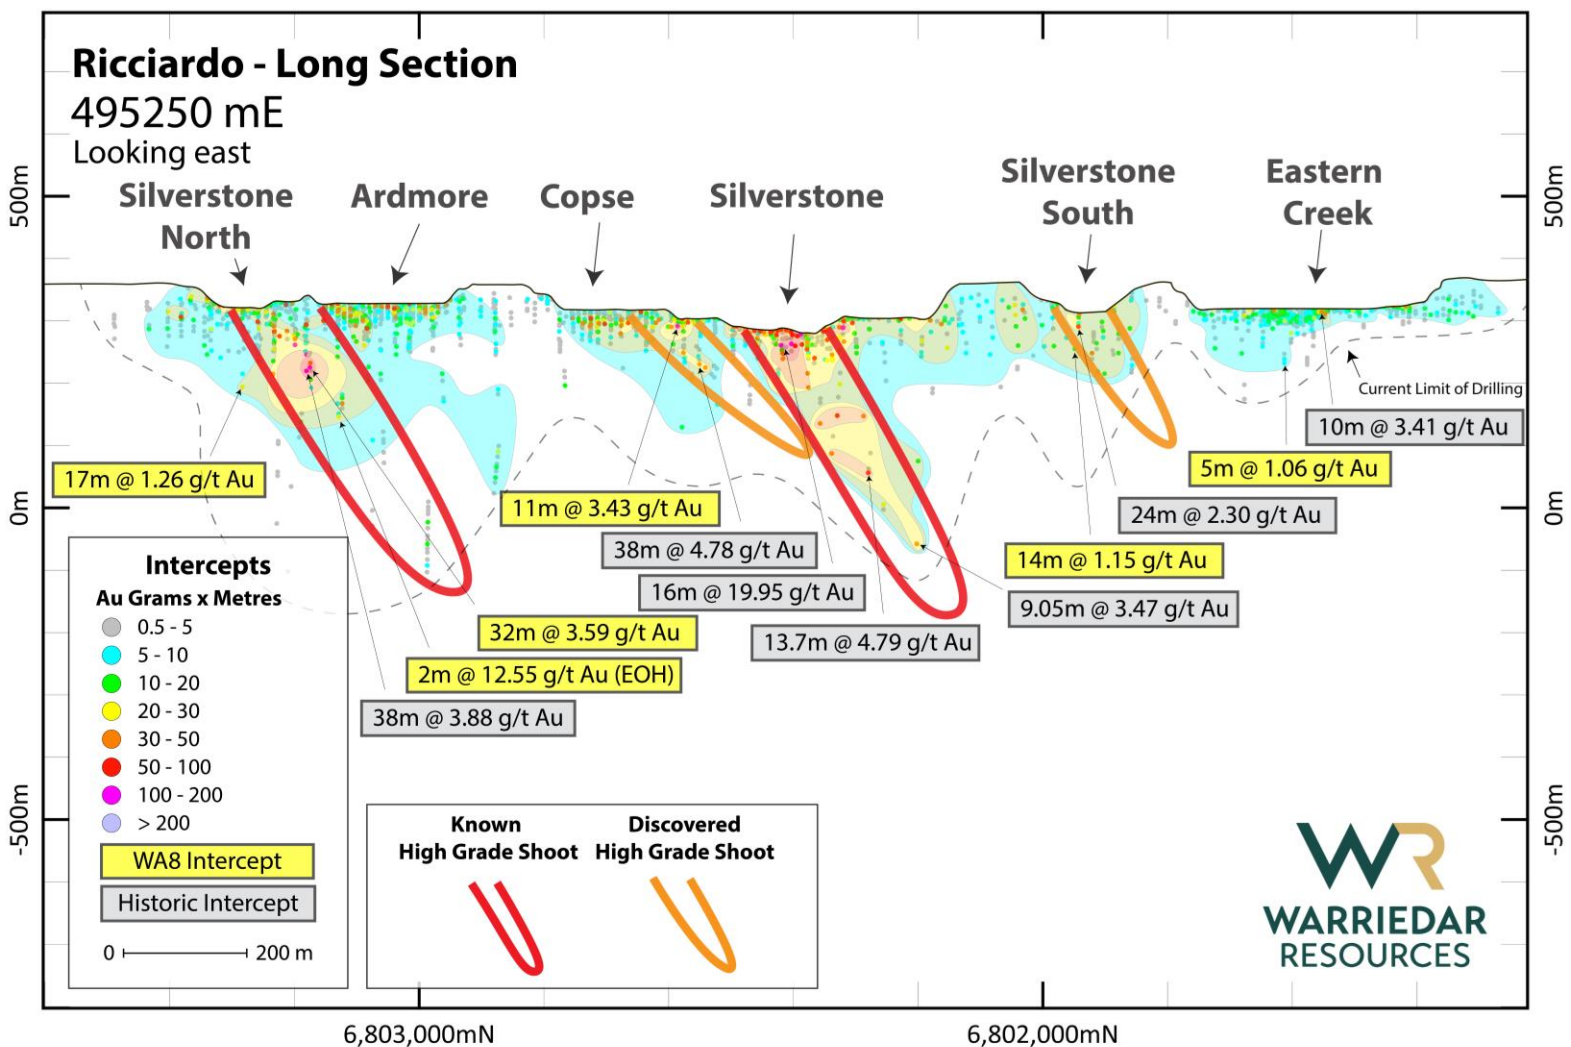 Ricciardo - Long Section
495250 mE
Looking east
Silverstone
North
Ardmore
Copse
Silverstone
Silverstone
South
Eastern
Creek
500m
0m
-500m
500m
0m
-500m
Current Limit of Drilling
17m @ 1.26 g/t Au
11m @ 3.43 g/t Au
38m @ 4.78 g/t Au
16m @ 19.95 g/t Au
13.7m @ 4.79 g/t Au
32m @ 3.59 g/t Au
2m @ 12.55 g/t Au (EOH)
38m @ 3.88 g/t Au
10m @ 3.41 g/t Au
5m @ 1.06 g/t Au
24m @ 2.30 g/t Au
14m @ 1.15 g/t Au
9.05m @ 3.47 g/t Au
Intercepts
Au Grams x Metres
0.5 - 5
5 - 10
10 - 20
20 - 30
30 - 50
50 - 100
100 - 200
> 200
WA8 Intercept
Historic Intercept
0 200 m
Known
High Grade Shoot
Discovered
High Grade Shoot
WR
WARRIEDAR
RESOURCES
6,803,000mN
6,802,000mN